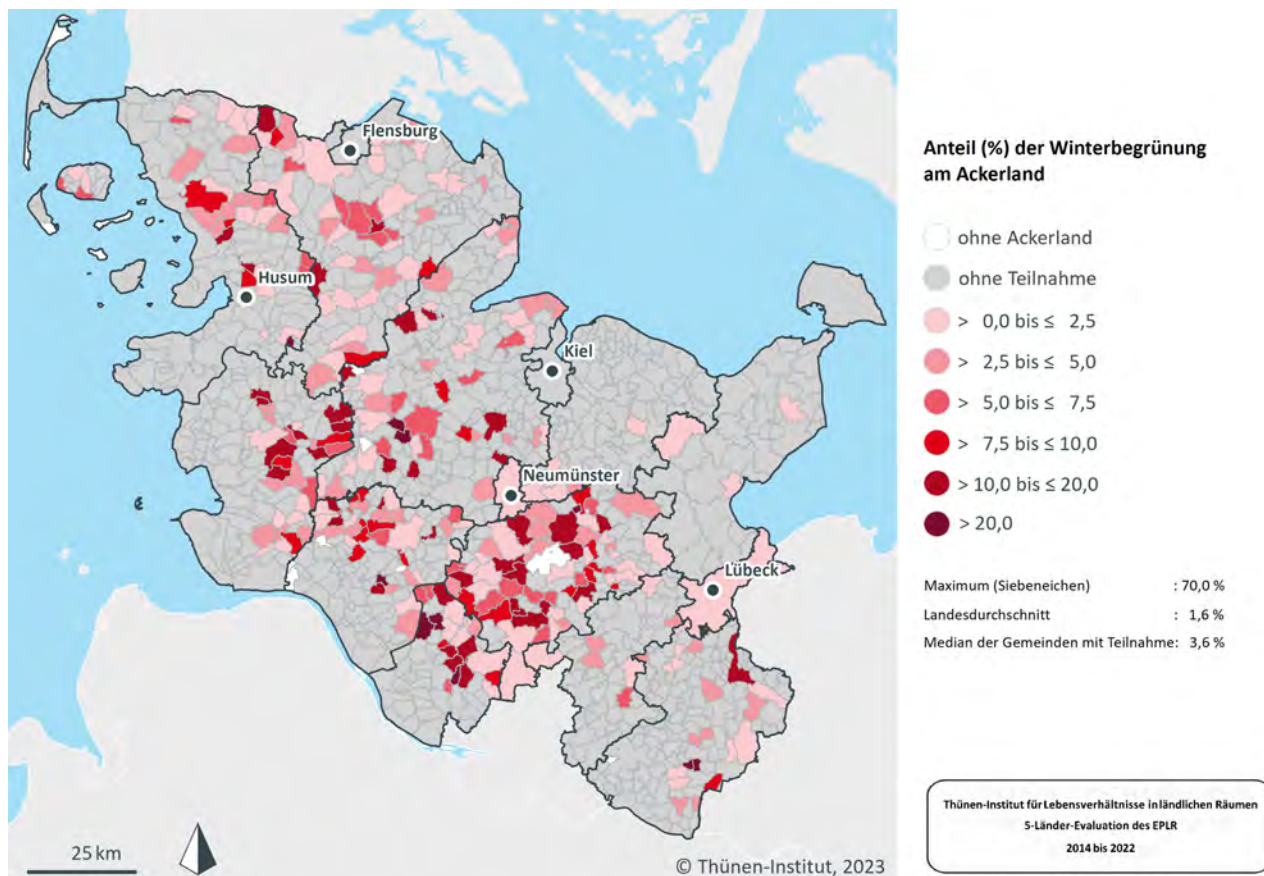 Flensburg
Husum
Kiel
Neumünster
Lübeck
25 km
© Thünen-Institut, 2023
Anteil (%) der Winterbegrünung
am Ackerland
ohne Ackerland
ohne Teilnahme
> 0,0 bis ≤ 2,5
> 2,5 bis ≤ 5,0
> 5,0 bis ≤ 7,5
> 7,5 bis ≤ 10,0
> 10,0 bis ≤ 20,0
> 20,0
Maximum (Siebeneichen) : 70,0 %
Landesdurchschnitt : 1,6 %
Median der Gemeinden mit Teilnahme: 3,6 %
Thünen-Institut für Lebensverhältnisse in ländlichen Räumen
5-Länder-Evaluation des EPLR
2014 bis 2022